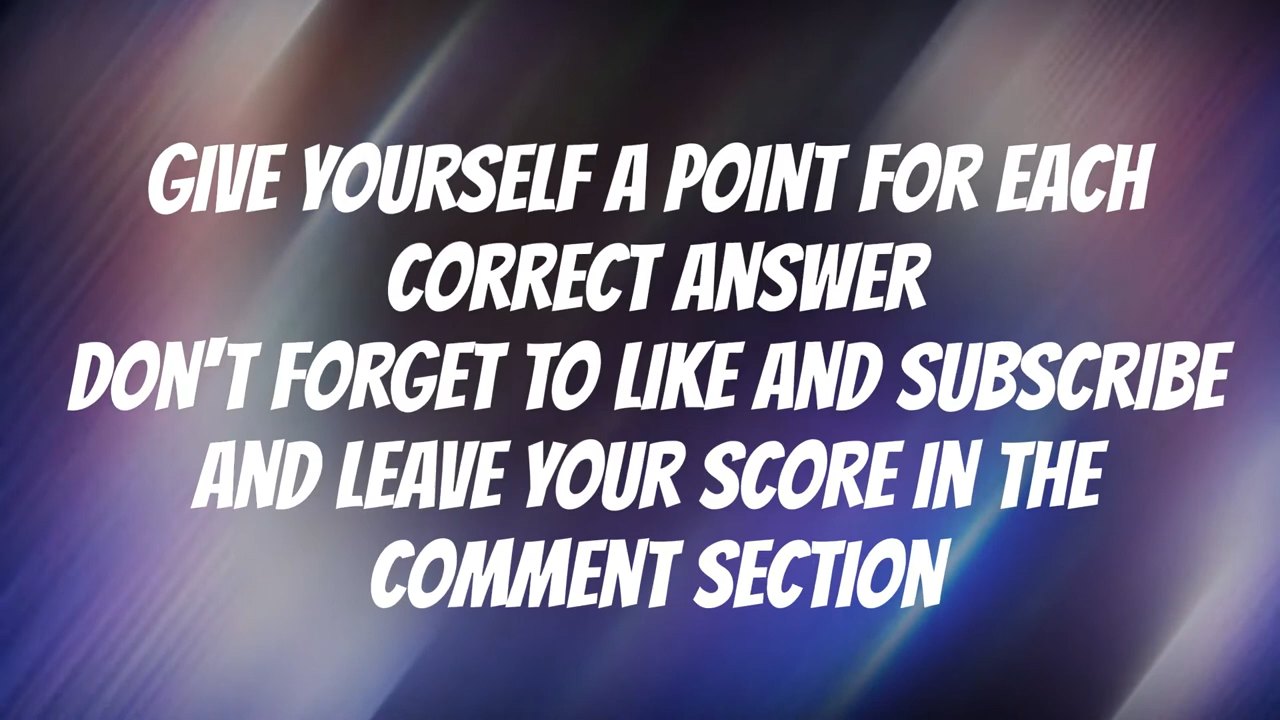 GIVE YOURSELF A POINT FOR EACH
CORRECT ANSWER
DON'T FORGET TO LIKE AND SUBSCRIBE
AND LEAVE YOUR SCORE IN THE
COMMENT SECTION